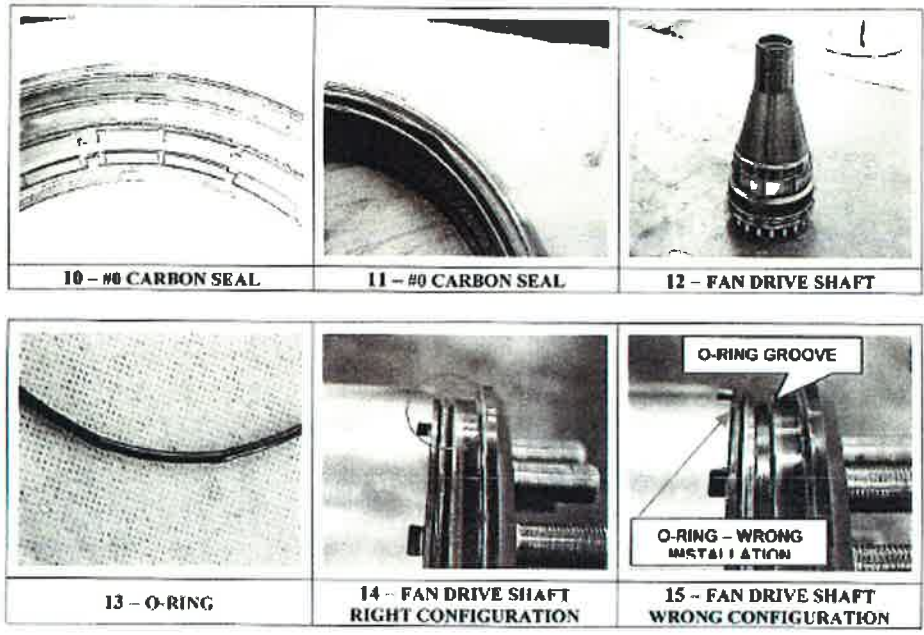 10 – #0 CARBON SEAL
11 – #0 CARBON SEAL
12 – FAN DRIVE SHAFT
O-RING GROOVE
O-RING – WRONG
INSTALLATION
13 – O-RING
14 – FAN DRIVE SHAFT
RIGHT CONFIGURATION
15 – FAN DRIVE SHAFT
WRONG CONFIGURATION